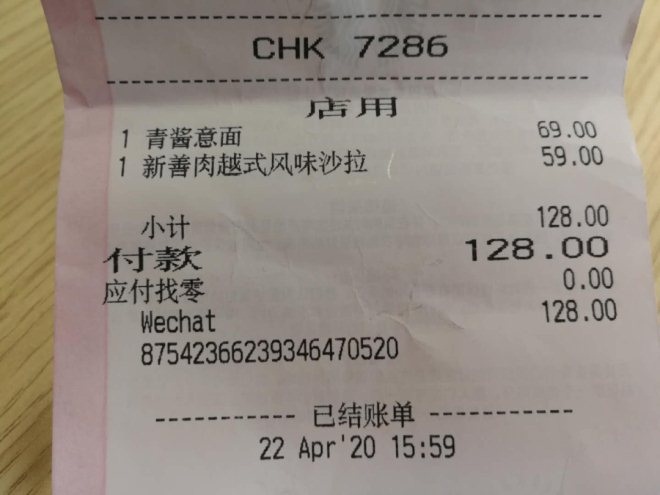 CHK 7286
店用
1 青酱意面 69.00
1 新善肉越式风味沙拉 59.00
小计 128.00
付款 128.00
应付找零 0.00
Wechat 128.00
87542366239346470520
----------- 已结账单 -----------
22 Apr'20 15:59